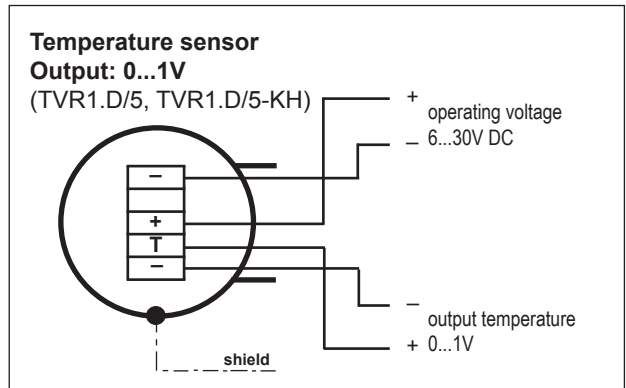 Temperature sensor
Output: 0...1V
(TVR1.D/5, TVR1.D/5-KH)
+
operating voltage
– 6...30V DC
–
+
T
–
–
output temperature
+ 0...1V
shield